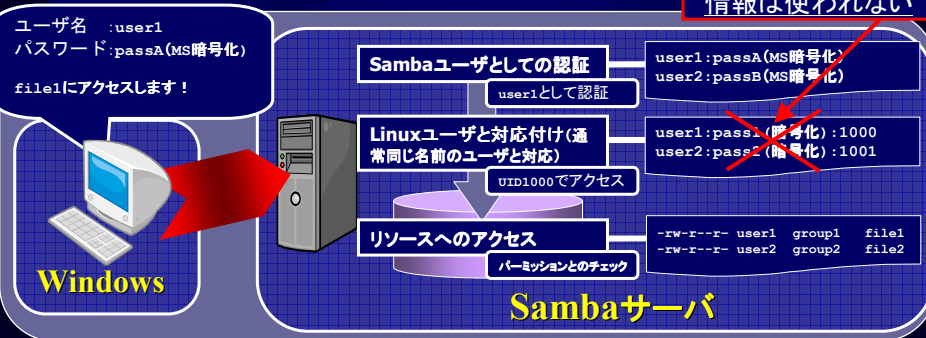 情報は使われない
ユーザ名 :user1
パスワード:passA(MS暗号化)
file1にアクセスします！
Windows
Sambaユーザとしての認証
user1として認証
user1:passA(MS暗号化)
user2:passB(MS暗号化)
Linuxユーザと対応付け(通
常同じ名前のユーザと対応)
UID1000でアクセス
user1:pass1(暗号化):1000
user2:pass2(暗号化):1001
リソースへのアクセス
パーミッションとのチェック
-rw-r--r- user1 group1 file1
-rw-r--r- user2 group2 file2
Sambaサーバ